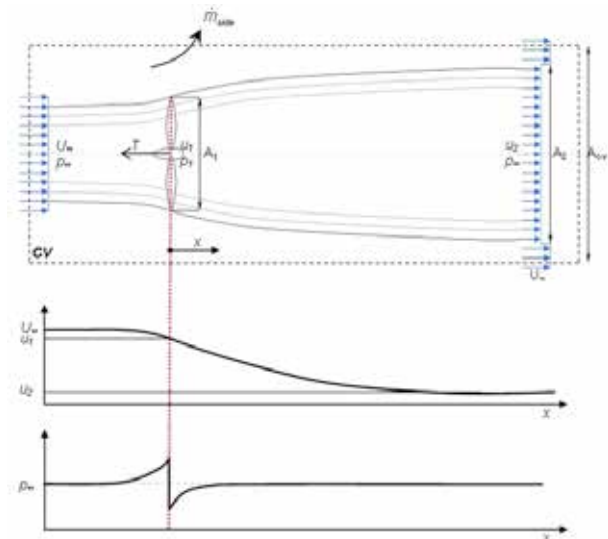 ṁside
U∞
p∞
T
u1
p1
A1
u2
p∞
A2
Acv
x
CV
U∞
U∞
u1
u2
x
p∞
x